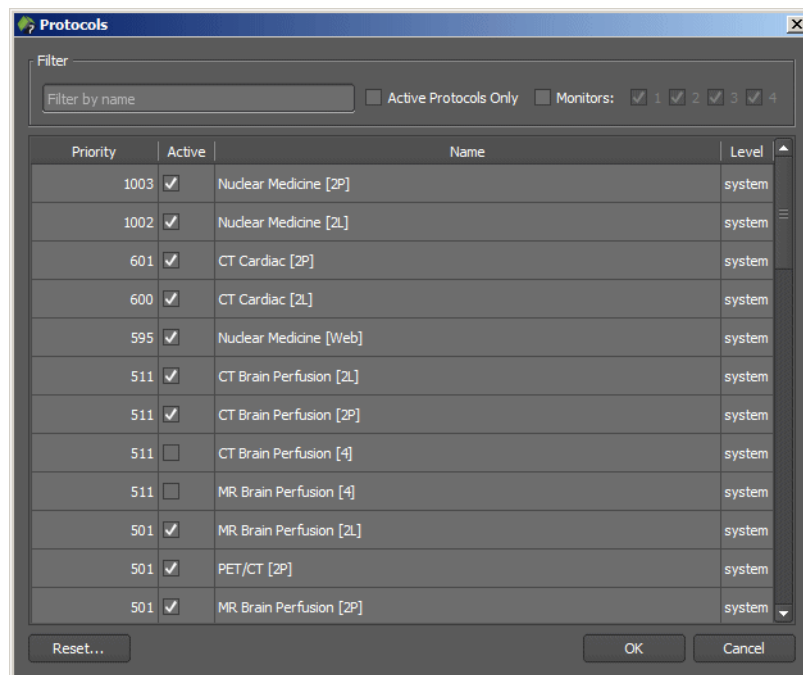 Protocols
Filter
Filter by name Active Protocols Only Monitors: 1 2 3 4
Priority Active Name Level
1003 Nuclear Medicine [2P] system
1002 Nuclear Medicine [2L] system
601 CT Cardiac [2P] system
600 CT Cardiac [2L] system
595 Nuclear Medicine [Web] system
511 CT Brain Perfusion [2L] system
511 CT Brain Perfusion [2P] system
511 CT Brain Perfusion [4] system
511 MR Brain Perfusion [4] system
501 MR Brain Perfusion [2L] system
501 PET/CT [2P] system
501 MR Brain Perfusion [2P] system
Reset... OK Cancel